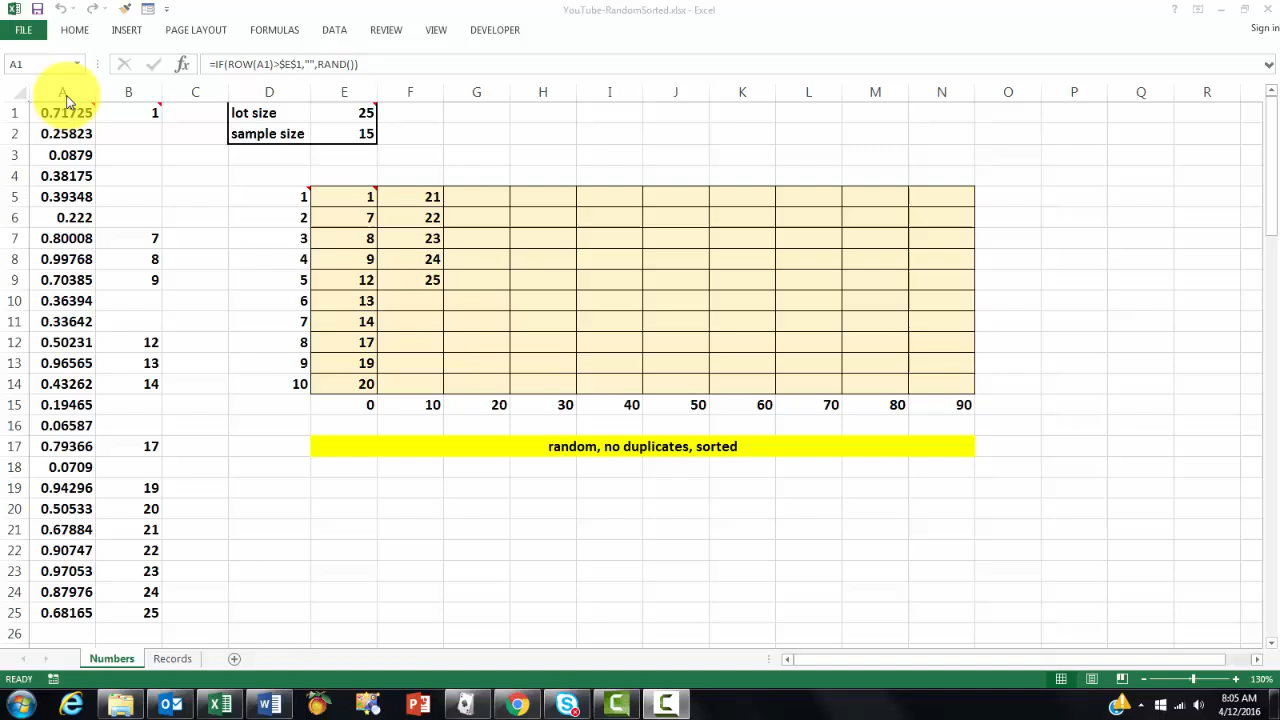 YouTube-RandomSorted.xlsx - Excel
FILE HOME INSERT PAGE LAYOUT FORMULAS DATA REVIEW VIEW DEVELOPER Sign in
A1 =IF(ROW(A1)>$E$1,"",RAND())
A B C D E F G H I J K L M N O P Q R
1 0.71725 1 lot size 25
2 0.25823 sample size 15
3 0.0879
4 0.38175
5 0.39348 1 1 21
6 0.222 2 7 22
7 0.80008 7 3 8 23
8 0.99768 8 4 9 24
9 0.70385 9 5 12 25
10 0.36394 6 13
11 0.33642 7 14
12 0.50231 12 8 17
13 0.96565 13 9 19
14 0.43262 14 10 20
15 0.19465 0 10 20 30 40 50 60 70 80 90
16 0.06587
17 0.79366 17 random, no duplicates, sorted
18 0.0709
19 0.94296 19
20 0.50533 20
21 0.67884 21
22 0.90747 22
23 0.97053 23
24 0.87976 24
25 0.68165 25
26
Numbers Records
READY 130%
8:05 AM
4/12/2016